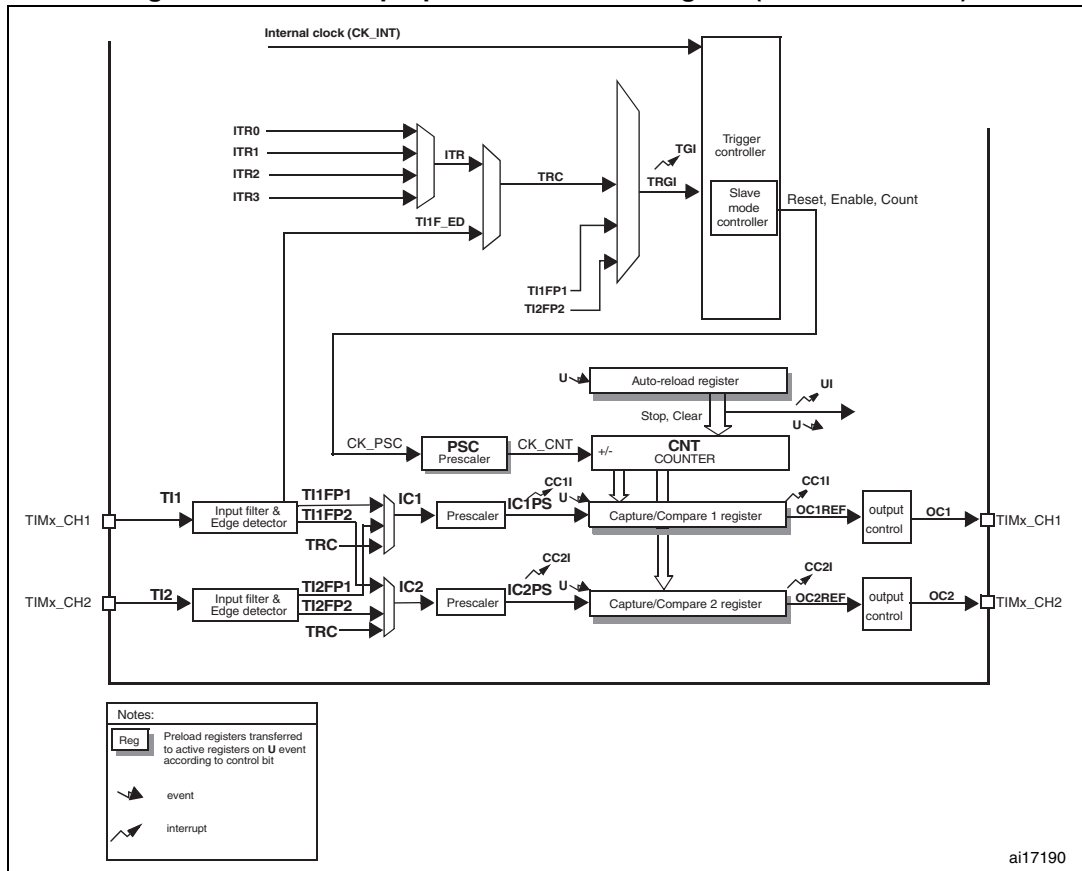 Internal clock (CK_INT)
Trigger
controller
ITR0
ITR1
ITR2
ITR3
ITR
TRC
TI1F_ED
TGI
TRGI
Slave
mode
controller
Reset, Enable, Count
TI1FP1
TI2FP2
U
Auto-reload register
UI
Stop, Clear
U
CK_PSC
PSC
Prescaler
CK_CNT
+/-
CNT
COUNTER
TIMx_CH1
TI1
Input filter &
Edge detector
TI1FP1
TI1FP2
TRC
IC1
Prescaler
CC1I
IC1PS
U
Capture/Compare 1 register
CC1I
OC1REF
output
control
OC1
TIMx_CH1
TIMx_CH2
TI2
Input filter &
Edge detector
TI2FP1
TI2FP2
TRC
IC2
Prescaler
CC2I
IC2PS
U
Capture/Compare 2 register
CC2I
OC2REF
output
control
OC2
TIMx_CH2
Notes:
Reg
Preload registers transferred
to active registers on U event
according to control bit
event
interrupt
ai17190